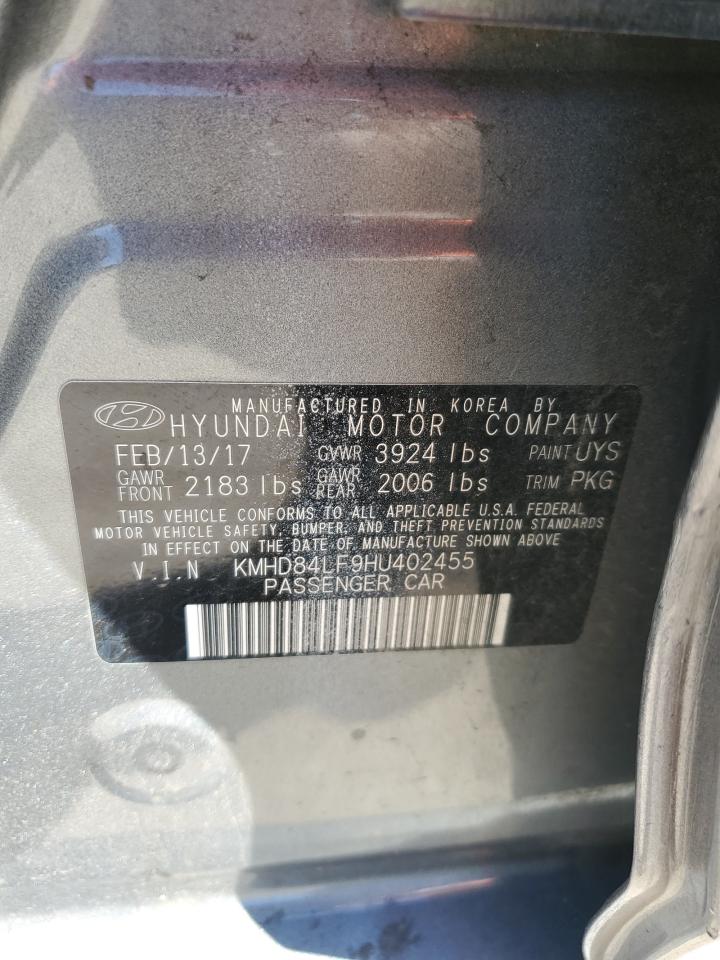 MANUFACTURED IN KOREA BY
HYUNDAI MOTOR COMPANY
FEB/13/17 GVWR 3924 lbs PAINT UYS
GAWR FRONT 2183 lbs GAWR REAR 2006 lbs TRIM PKG
THIS VEHICLE CONFORMS TO ALL APPLICABLE U.S.A. FEDERAL
MOTOR VEHICLE SAFETY, BUMPER, AND THEFT PREVENTION STANDARDS
IN EFFECT ON THE DATE OF MANUFACTURE SHOWN ABOVE
V.I.N KMHD84LF9HU402455
PASSENGER CAR